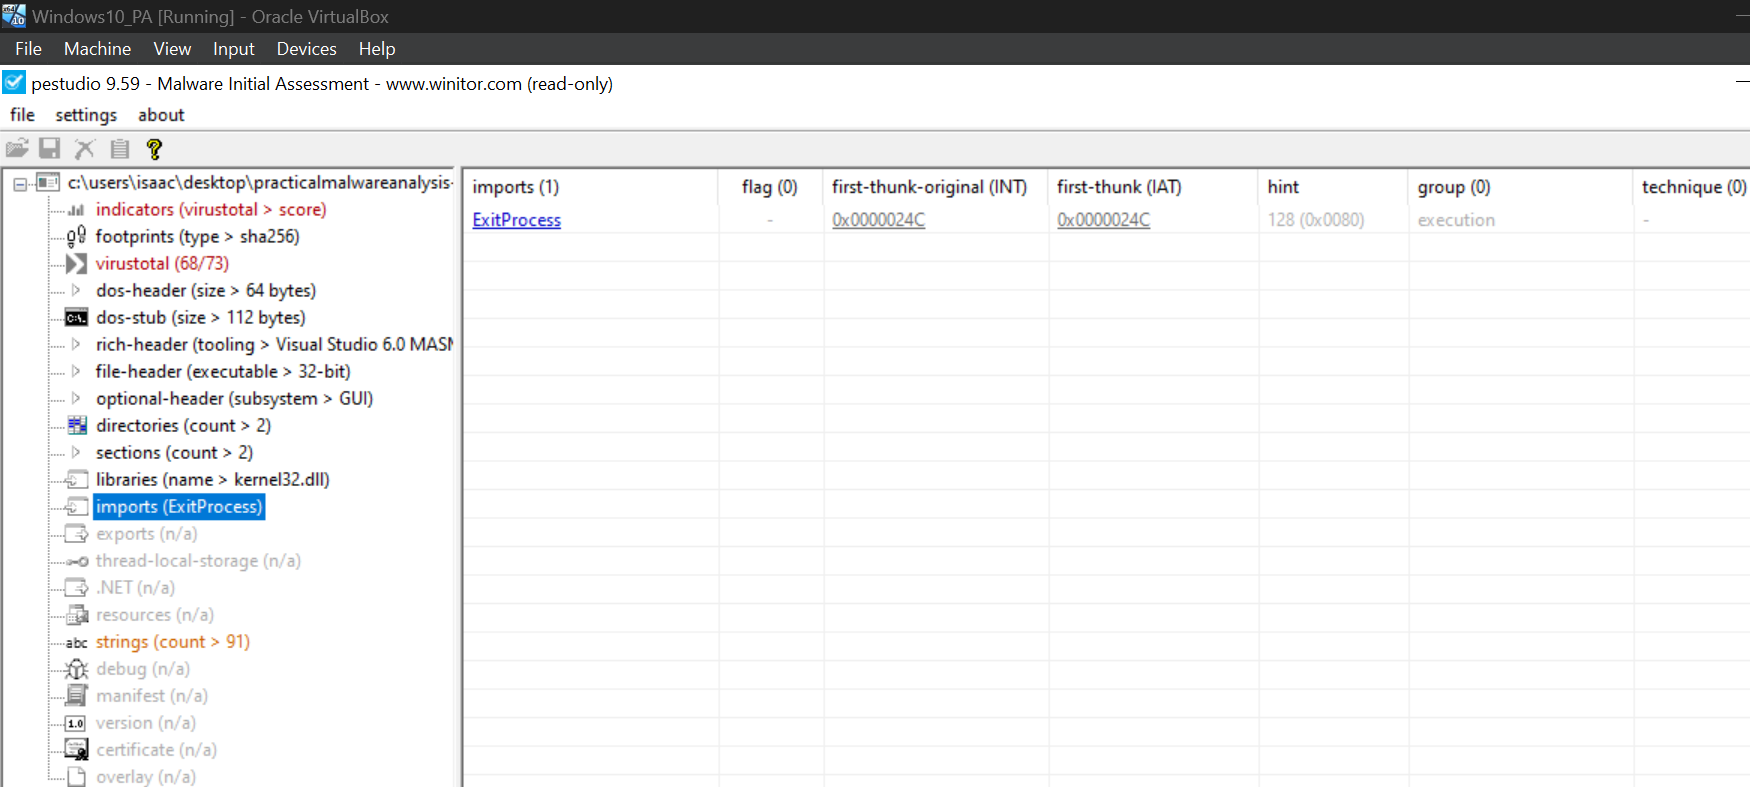 Windows10_PA [Running] - Oracle VirtualBox
File Machine View Input Devices Help
pestudio 9.59 - Malware Initial Assessment - www.winitor.com (read-only)
file settings about
c:\users\isaac\desktop\practicalmalwareanalysis-
indicators (virustotal > score)
footprints (type > sha256)
virustotal (68/73)
dos-header (size > 64 bytes)
dos-stub (size > 112 bytes)
rich-header (tooling > Visual Studio 6.0 MASM
file-header (executable > 32-bit)
optional-header (subsystem > GUI)
directories (count > 2)
sections (count > 2)
libraries (name > kernel32.dll)
imports (ExitProcess)
exports (n/a)
thread-local-storage (n/a)
.NET (n/a)
resources (n/a)
abc strings (count > 91)
debug (n/a)
manifest (n/a)
1.0 version (n/a)
certificate (n/a)
overlay (n/a)
imports (1) flag (0) first-thunk-original (INT) first-thunk (IAT) hint group (0) technique (0)
ExitProcess - 0x0000024C 0x0000024C 128 (0x0080) execution -